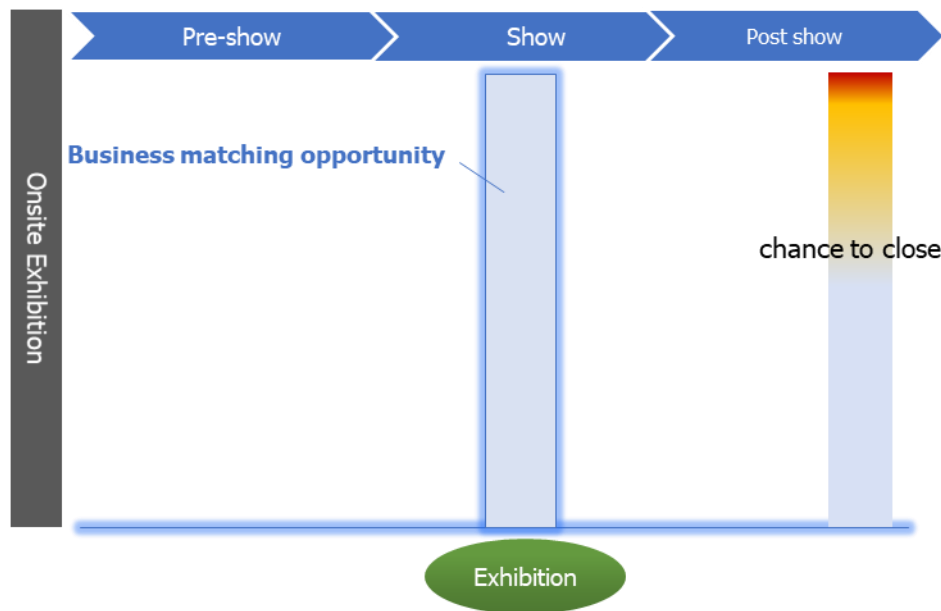 Pre-show
Show
Post show
Onsite Exhibition
Business matching opportunity
chance to close
Exhibition